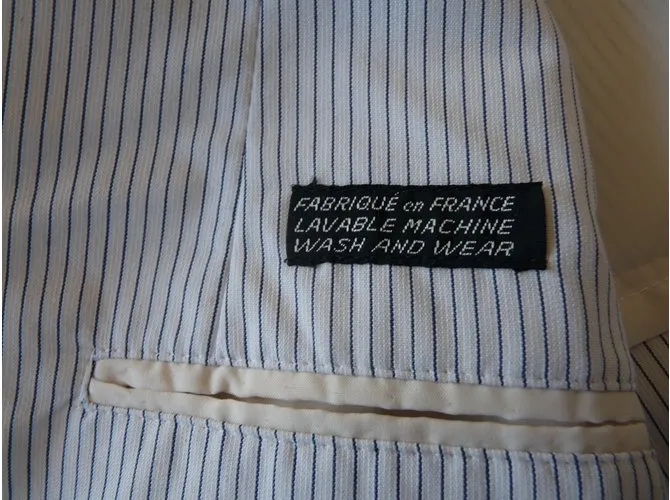 FABRIQUÉ en FRANCE
LAVABLE MACHINE
WASH AND WEAR